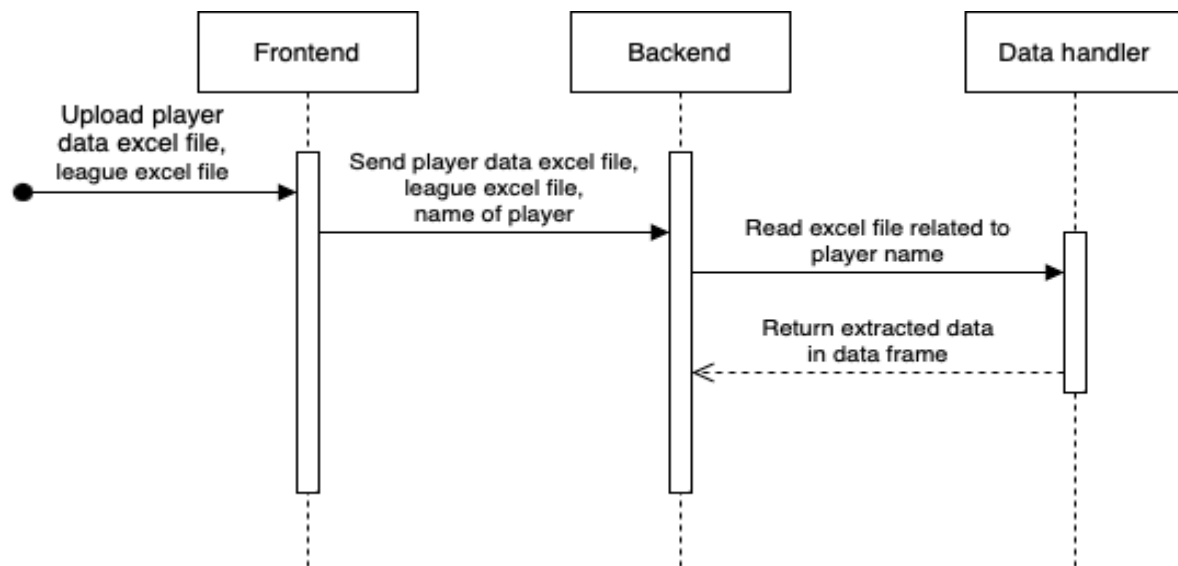 Frontend
Backend
Data handler
Upload player
data excel file,
league excel file
Send player data excel file,
league excel file,
name of player
Read excel file related to
player name
Return extracted data
in data frame